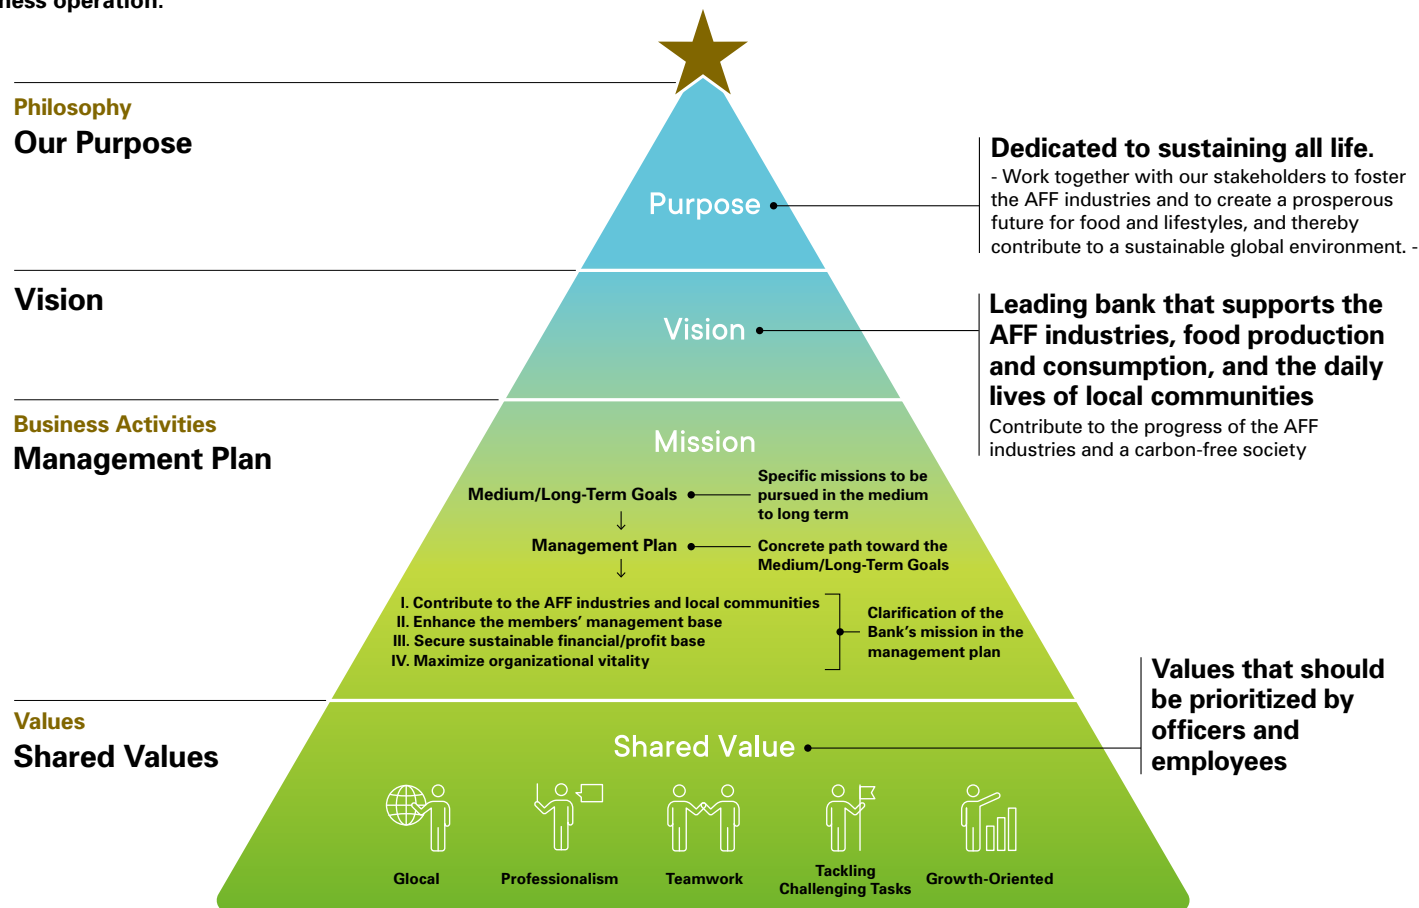 ness operation.
Philosophy
Our Purpose
Purpose
Dedicated to sustaining all life.
- Work together with our stakeholders to foster
the AFF industries and to create a prosperous
future for food and lifestyles, and thereby
contribute to a sustainable global environment. -
Vision
Vision
Leading bank that supports the
AFF industries, food production
and consumption, and the daily
lives of local communities
Contribute to the progress of the AFF
industries and a carbon-free society
Business Activities
Management Plan
Mission
Medium/Long-Term Goals
Specific missions to be
pursued in the medium
to long term
↓
Management Plan
Concrete path toward the
Medium/Long-Term Goals
↓
I. Contribute to the AFF industries and local communities
II. Enhance the members’ management base
III. Secure sustainable financial/profit base
IV. Maximize organizational vitality
Clarification of the
Bank’s mission in the
management plan
Values
Shared Values
Shared Value
Values that should
be prioritized by
officers and
employees
Glocal
Professionalism
Teamwork
Tackling
Challenging Tasks
Growth-Oriented